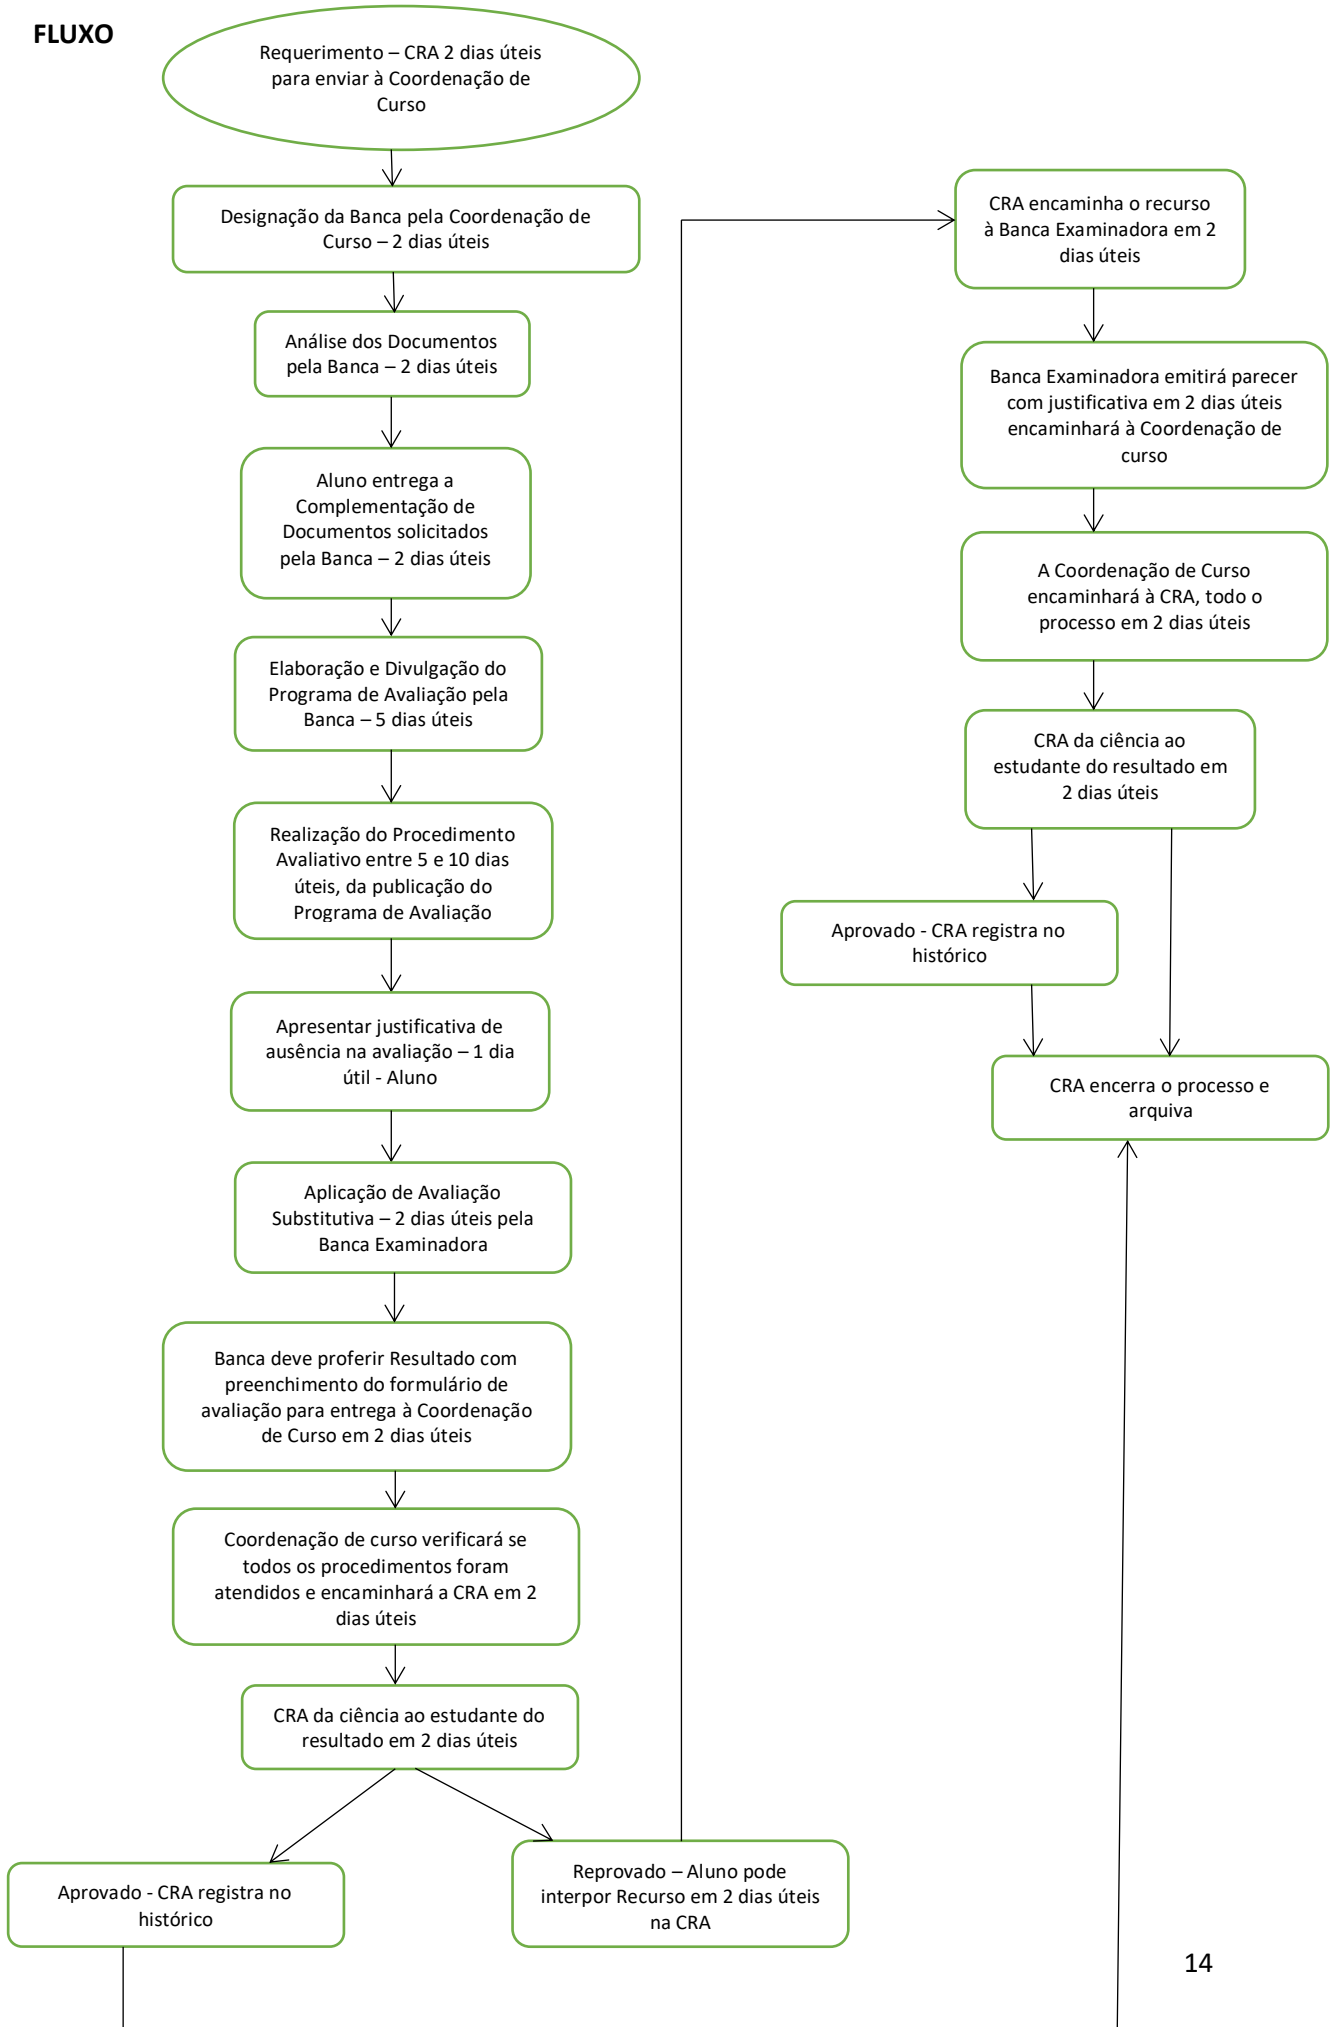 FLUXO
Requerimento – CRA 2 dias úteis
para enviar à Coordenação de
Curso
Designação da Banca pela Coordenação de
Curso – 2 dias úteis
Análise dos Documentos
pela Banca – 2 dias úteis
Aluno entrega a
Complementação de
Documentos solicitados
pela Banca – 2 dias úteis
Elaboração e Divulgação do
Programa de Avaliação pela
Banca – 5 dias úteis
Realização do Procedimento
Avaliativo entre 5 e 10 dias
úteis, da publicação do
Programa de Avaliação
Apresentar justificativa de
ausência na avaliação – 1 dia
útil - Aluno
Aplicação de Avaliação
Substitutiva – 2 dias úteis pela
Banca Examinadora
Banca deve proferir Resultado com
preenchimento do formulário de
avaliação para entrega à Coordenação
de Curso em 2 dias úteis
Coordenação de curso verificará se
todos os procedimentos foram
atendidos e encaminhará a CRA em 2
dias úteis
CRA da ciência ao estudante do
resultado em 2 dias úteis
Aprovado - CRA registra no
histórico
Reprovado – Aluno pode
interpor Recurso em 2 dias úteis
na CRA
CRA encaminha o recurso
à Banca Examinadora em 2
dias úteis
Banca Examinadora emitirá parecer
com justificativa em 2 dias úteis
encaminhará à Coordenação de
curso
A Coordenação de Curso
encaminhará à CRA, todo o
processo em 2 dias úteis
CRA da ciência ao
estudante do resultado em
2 dias úteis
Aprovado - CRA registra no
histórico
CRA encerra o processo e
arquiva
14